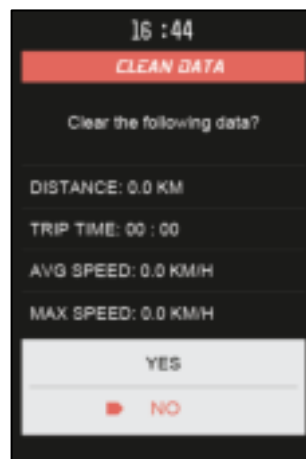 16 :44
CLEAN DATA
Clear the following data?
DISTANCE: 0.0 KM
TRIP TIME: 00 : 00
AVG SPEED: 0.0 KM/H
MAX SPEED: 0.0 KM/H
YES
NO